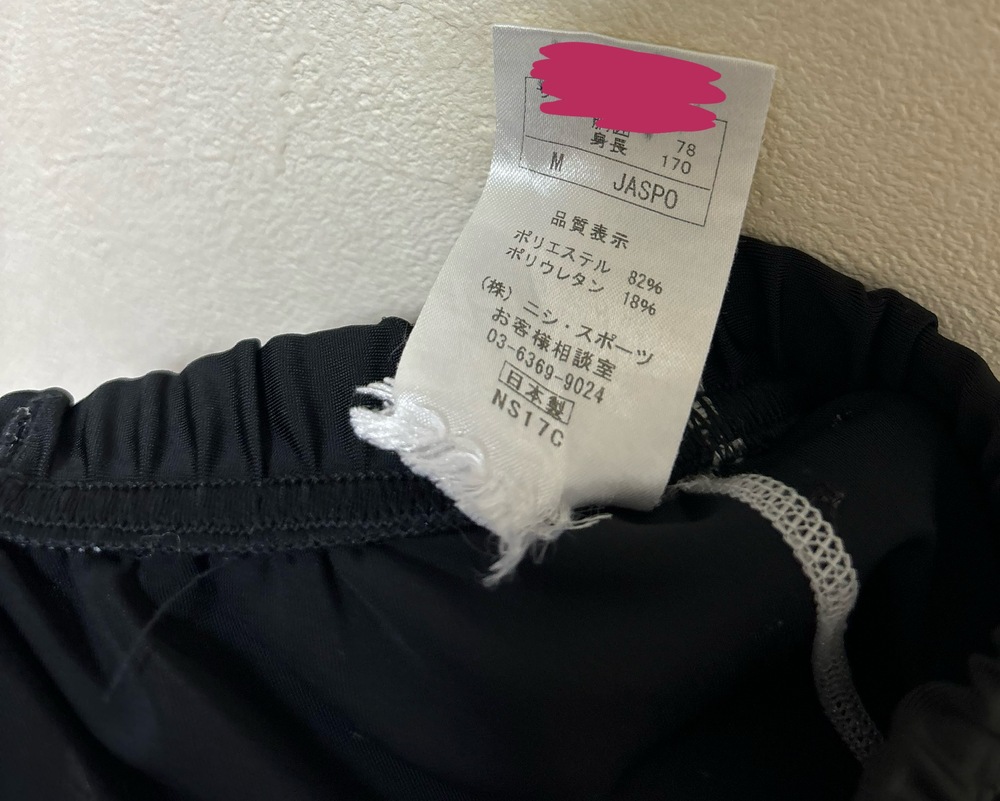 身長 170
78
M JASPO
品質表示
ポリエステル 82%
ポリウレタン 18%
(株) ニシ・スポーツ
お客様相談室
03-6369-9024
日本製
NS17C